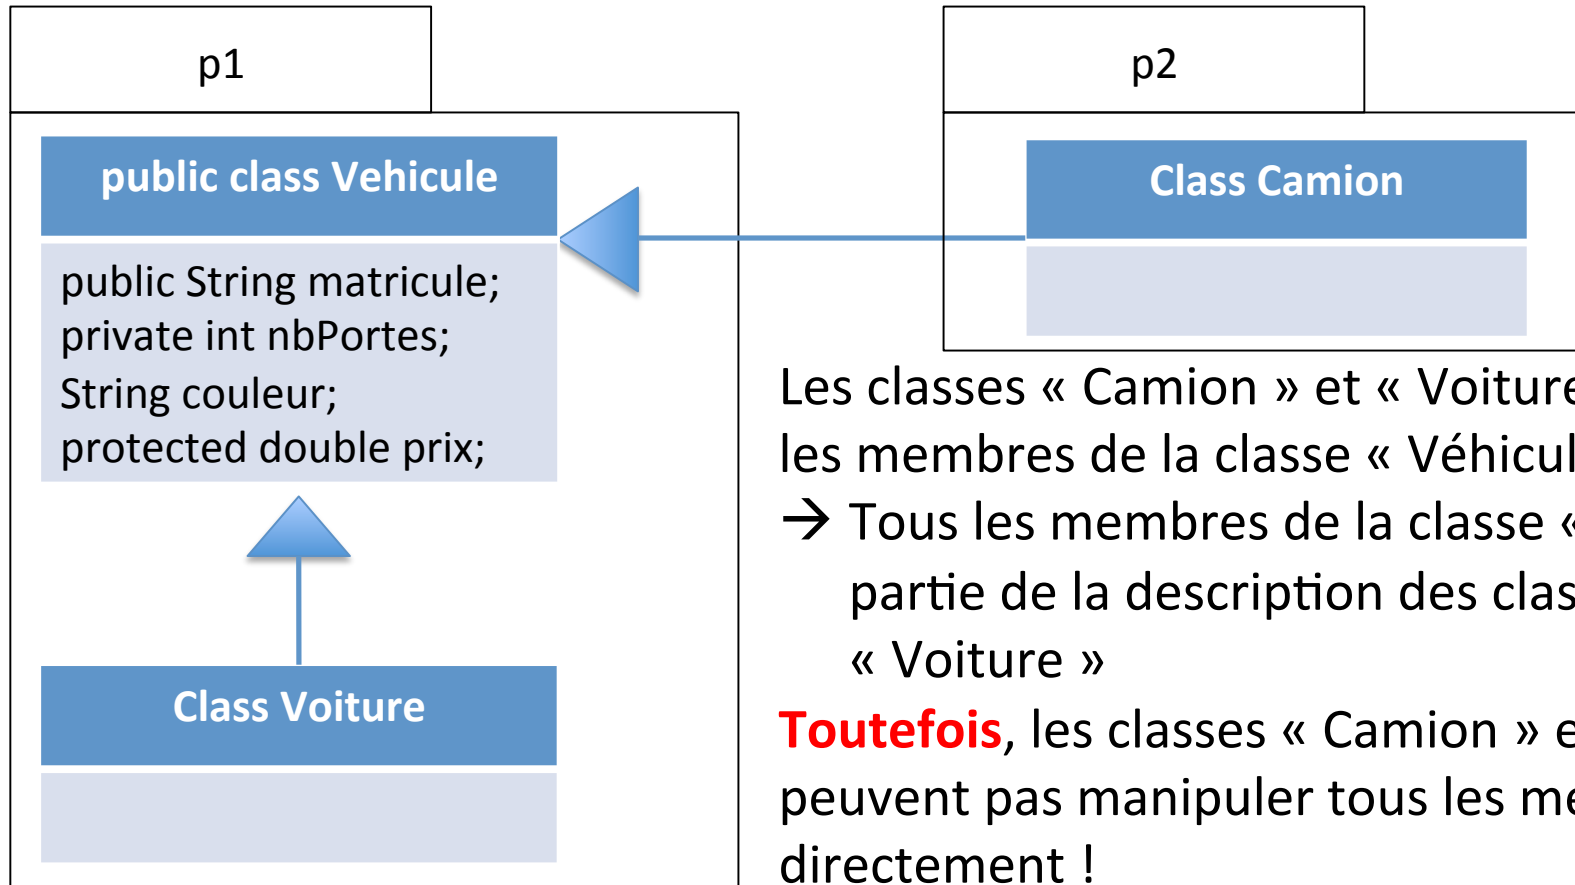 p1
public class Vehicule
public String matricule;
private int nbPortes;
String couleur;
protected double prix;
Class Voiture
p2
Class Camion
Les classes « Camion » et « Voiture
les membres de la classe « Véhicul
→ Tous les membres de la classe «
partie de la description des clas
« Voiture »
Toutefois, les classes « Camion » e
peuvent pas manipuler tous les me
directement !